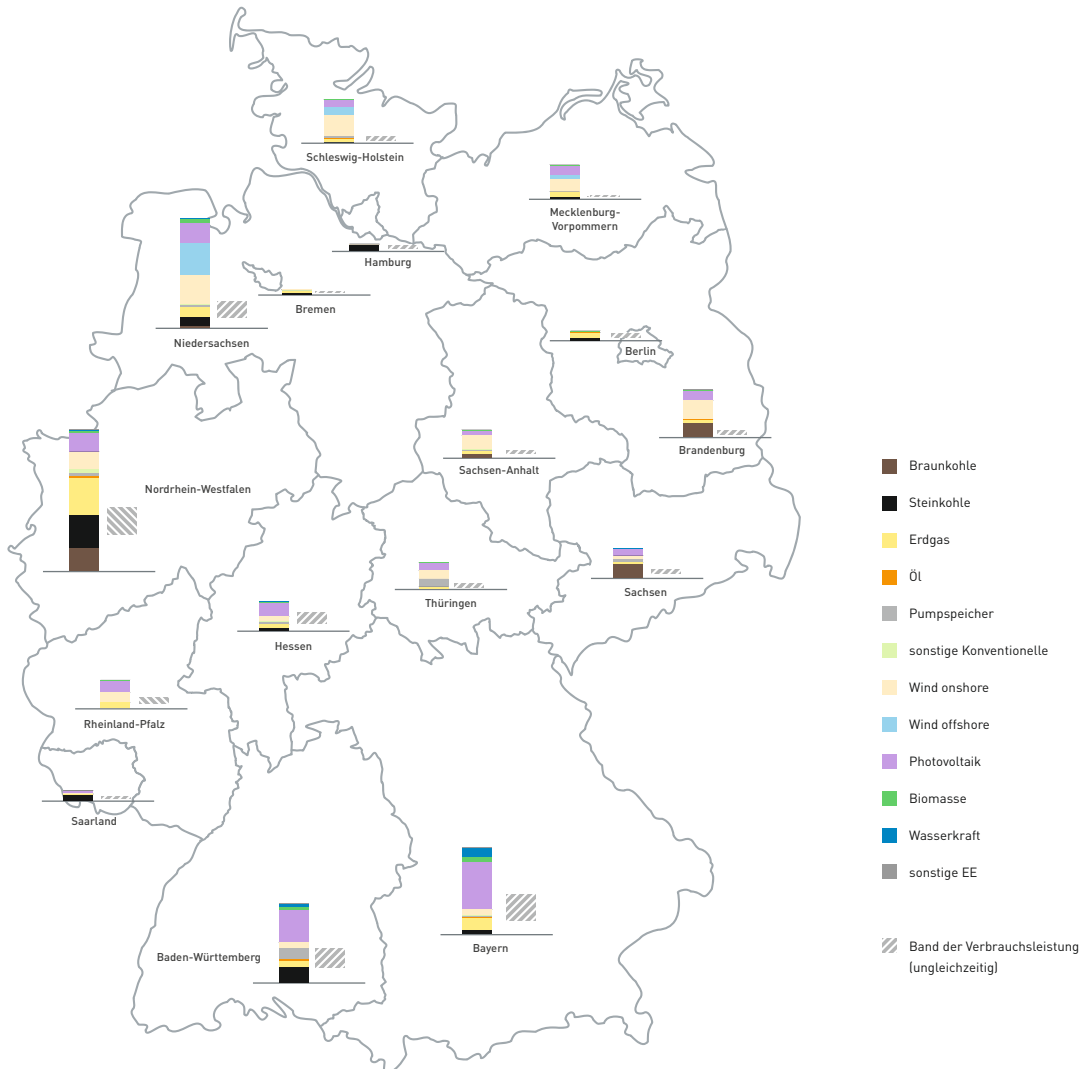 Schleswig-Holstein
Mecklenburg-
Vorpommern
Hamburg
Bremen
Niedersachsen
Berlin
Brandenburg
Sachsen-Anhalt
Nordrhein-Westfalen
Sachsen
Thüringen
Hessen
Rheinland-Pfalz
Saarland
Baden-Württemberg
Bayern
Braunkohle
Steinkohle
Erdgas
Öl
Pumpspeicher
sonstige Konventionelle
Wind onshore
Wind offshore
Photovoltaik
Biomasse
Wasserkraft
sonstige EE
Band der Verbrauchsleistung
(ungleichzeitig)